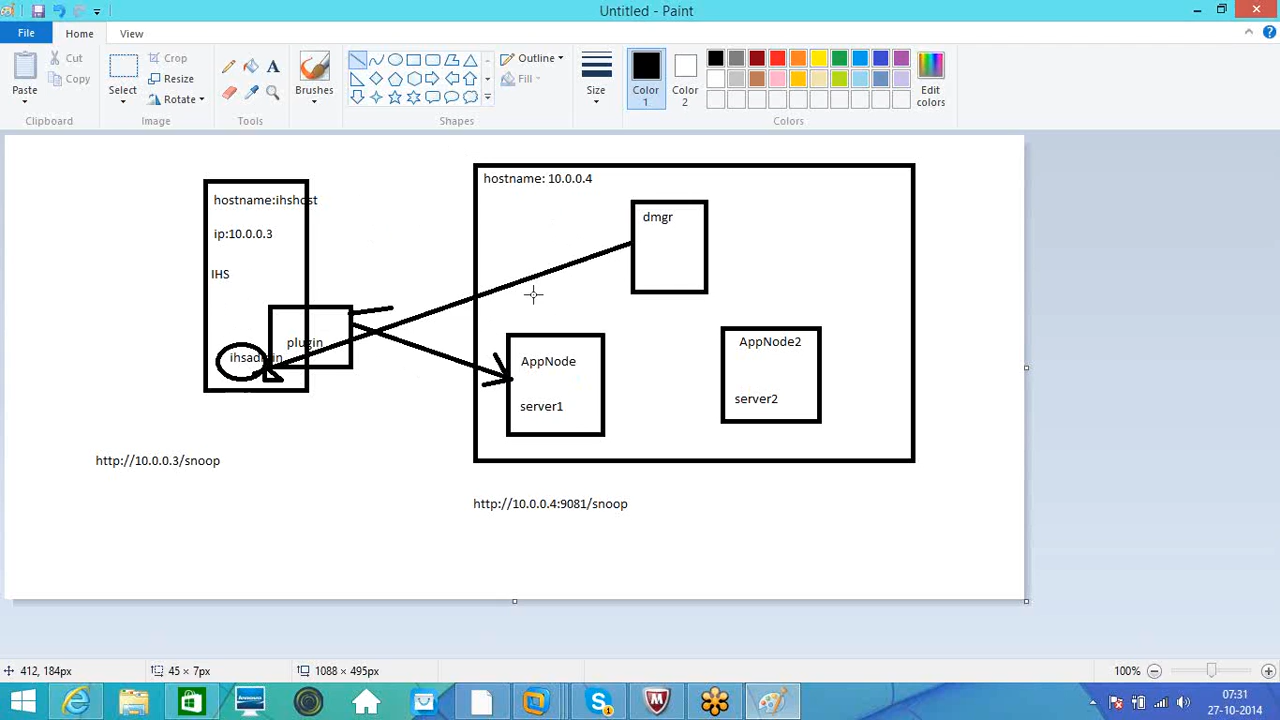 Untitled - Paint
File
Home
View
Paste
Cut
Copy
Clipboard
Select
Crop
Resize
Rotate
Image
A
Tools
Brushes
Outline
Fill
Shapes
Size
Color 1
Color 2
Edit colors
Colors
hostname: 10.0.0.4
hostname:ihshost
dmgr
ip:10.0.0.3
IHS
plugin
ihsadmin
AppNode
server1
AppNode2
server2
http://10.0.0.3/snoop
http://10.0.0.4:9081/snoop
412, 184px
45 × 7px
1088 × 495px
100%
07:31
27-10-2014